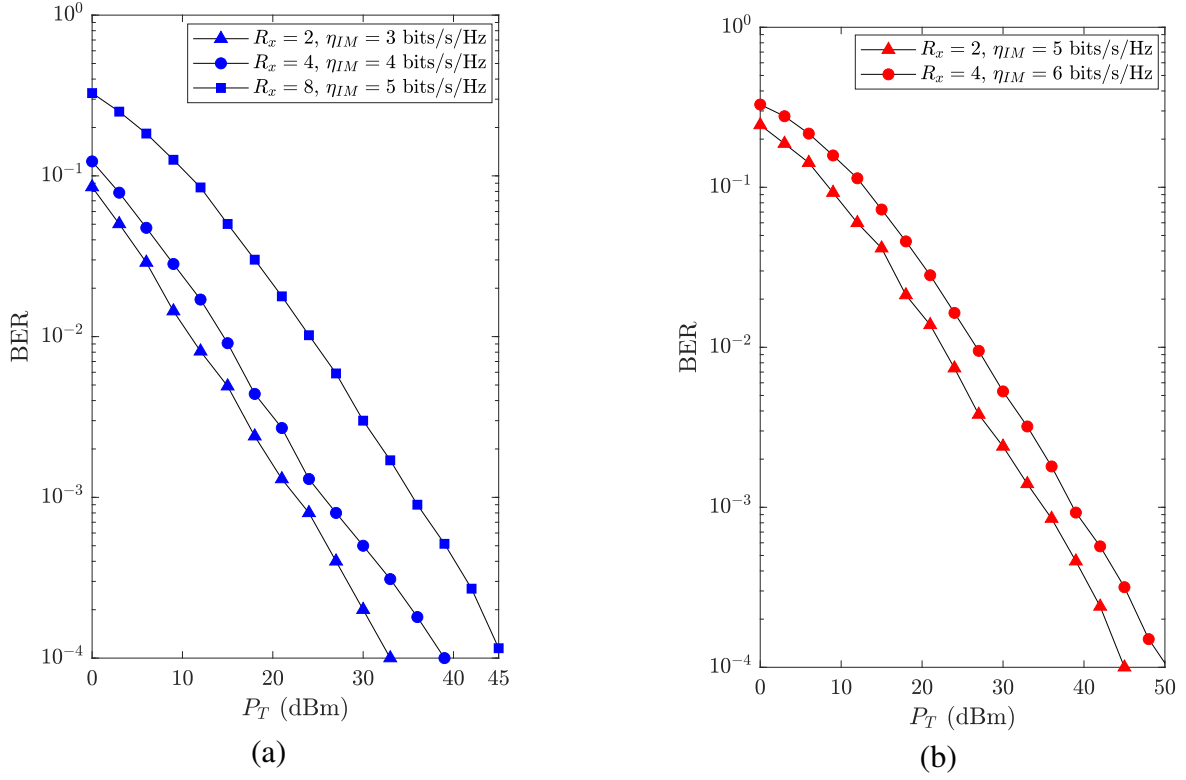 10^0
10^-1
10^-2
10^-3
10^-4
BER
0 10 20 30 40 45
P_T (dBm)
R_x = 2, η_IM = 3 bits/s/Hz
R_x = 4, η_IM = 4 bits/s/Hz
R_x = 8, η_IM = 5 bits/s/Hz
(a)
10^0
10^-1
10^-2
10^-3
10^-4
BER
0 10 20 30 40 50
P_T (dBm)
R_x = 2, η_IM = 5 bits/s/Hz
R_x = 4, η_IM = 6 bits/s/Hz
(b)